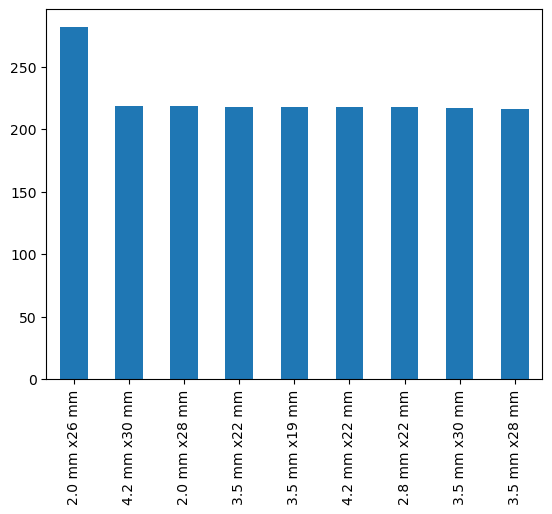 250
200
150
100
50
0
2.0 mm x26 mm
4.2 mm x30 mm
2.0 mm x28 mm
3.5 mm x22 mm
3.5 mm x19 mm
4.2 mm x22 mm
2.8 mm x22 mm
3.5 mm x30 mm
3.5 mm x28 mm